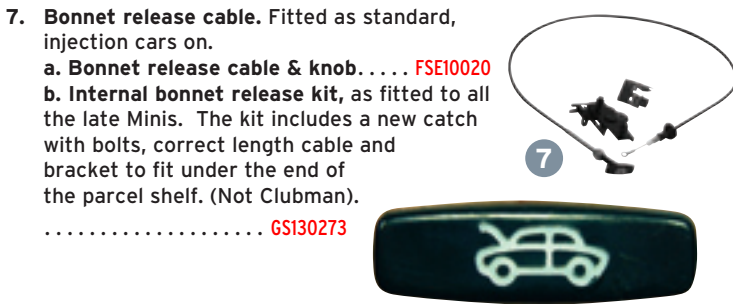 7. Bonnet release cable. Fitted as standard,
injection cars on.
a. Bonnet release cable & knob. . . . . FSE10020
b. Internal bonnet release kit, as fitted to all
the late Minis. The kit includes a new catch
with bolts, correct length cable and
bracket to fit under the end of
the parcel shelf. (Not Clubman).
. . . . . . . . . . . . . . . . . . . . GS130273
7